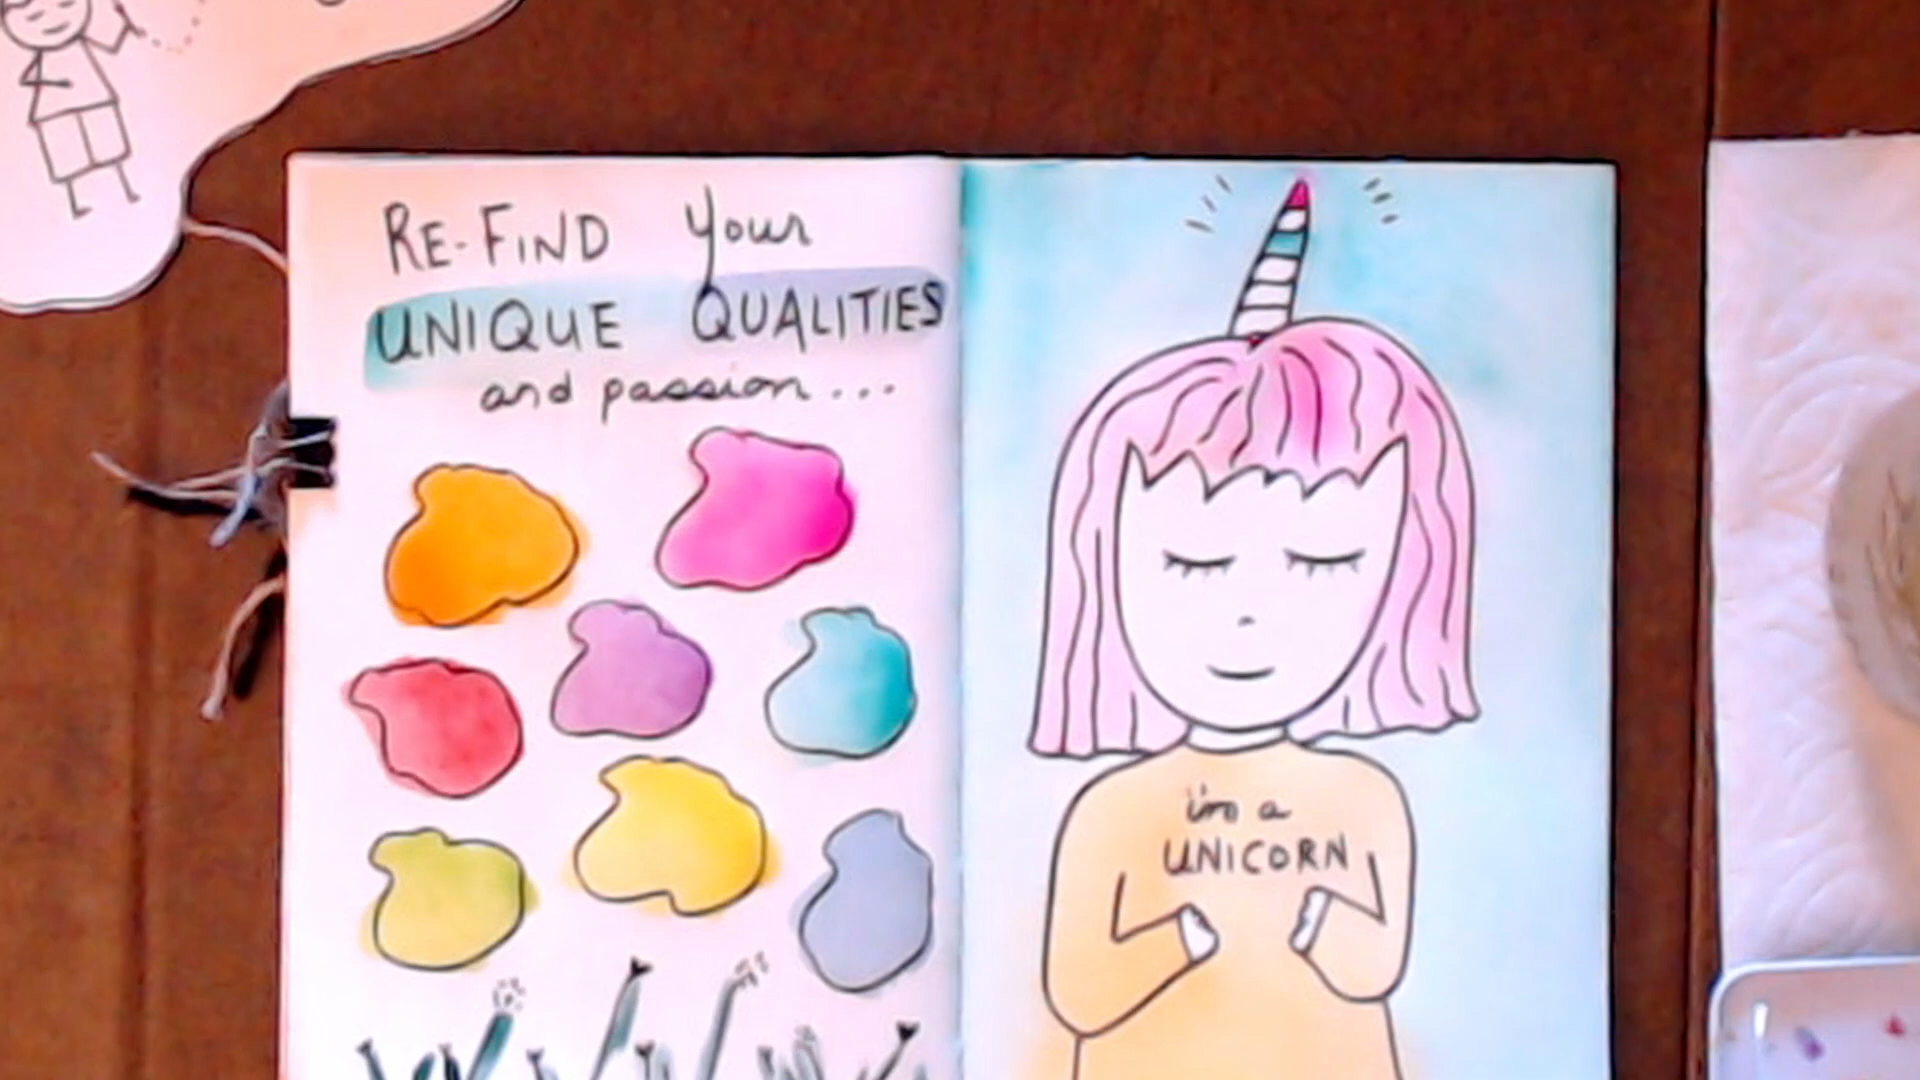 RE-FIND your
UNIQUE QUALITIES
and passion...
i'm a
UNICORN